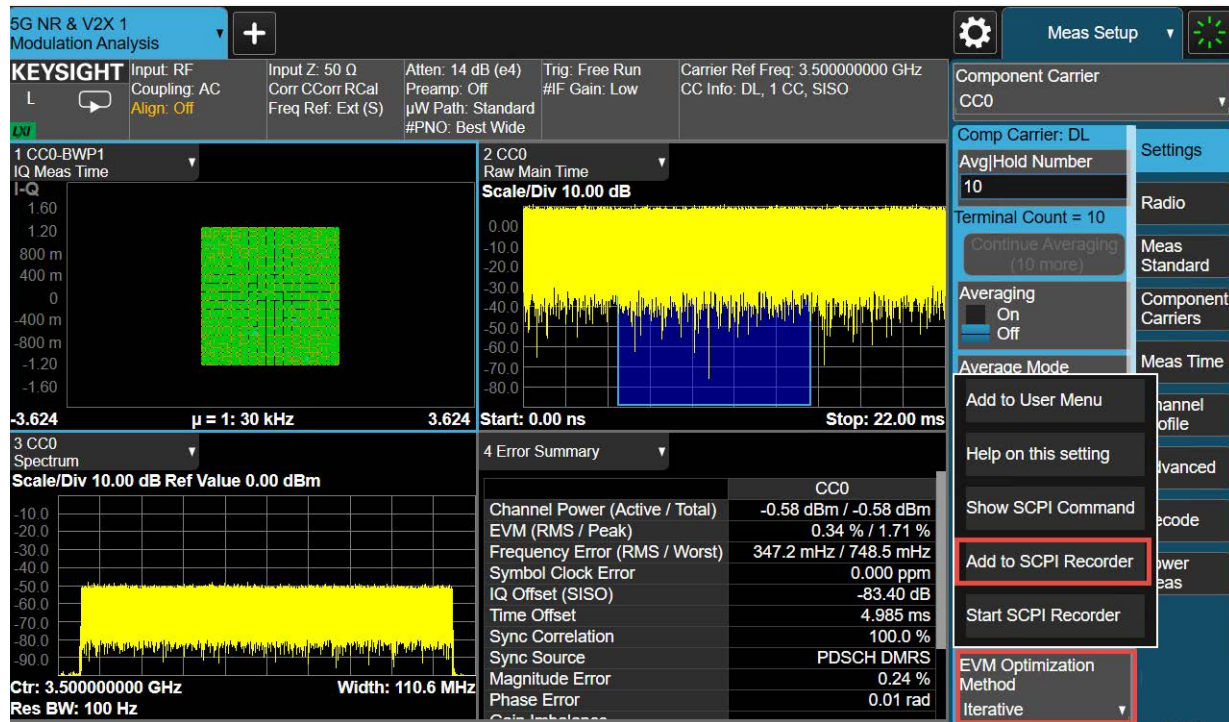 5G NR & V2X 1
Modulation Analysis
+
Meas Setup
KEYSIGHT
L
LXI
Input: RF
Coupling: AC
Align: Off
Input Z: 50 Ω
Corr CCorr RCal
Freq Ref: Ext (S)
Atten: 14 dB (e4)
Preamp: Off
µW Path: Standard
#PNO: Best Wide
Trig: Free Run
#IF Gain: Low
Carrier Ref Freq: 3.500000000 GHz
CC Info: DL, 1 CC, SISO
1 CC0-BWP1
IQ Meas Time
I-Q
1.60
1.20
800 m
400 m
0
-400 m
-800 m
-1.20
-1.60
-3.624 µ = 1: 30 kHz 3.624
2 CC0
Raw Main Time
Scale/Div 10.00 dB
0.00
-10.0
-20.0
-30.0
-40.0
-50.0
-60.0
-70.0
-80.0
Start: 0.00 ns Stop: 22.00 ms
3 CC0
Spectrum
Scale/Div 10.00 dB Ref Value 0.00 dBm
-10.0
-20.0
-30.0
-40.0
-50.0
-60.0
-70.0
-80.0
-90.0
Ctr: 3.500000000 GHz Width: 110.6 MHz
Res BW: 100 Hz
4 Error Summary
CC0
Channel Power (Active / Total) -0.58 dBm / -0.58 dBm
EVM (RMS / Peak) 0.34 % / 1.71 %
Frequency Error (RMS / Worst) 347.2 mHz / 748.5 mHz
Symbol Clock Error 0.000 ppm
IQ Offset (SISO) -83.40 dB
Time Offset 4.985 ms
Sync Correlation 100.0 %
Sync Source PDSCH DMRS
Magnitude Error 0.24 %
Phase Error 0.01 rad
Gain Imbalance
Component Carrier
CC0
Comp Carrier: DL
Avg|Hold Number
10
Terminal Count = 10
Continue Averaging
(10 more)
Averaging
On
Off
Average Mode
Add to User Menu
Help on this setting
Show SCPI Command
Add to SCPI Recorder
Start SCPI Recorder
EVM Optimization
Method
Iterative
Settings
Radio
Meas
Standard
Component
Carriers
Meas Time